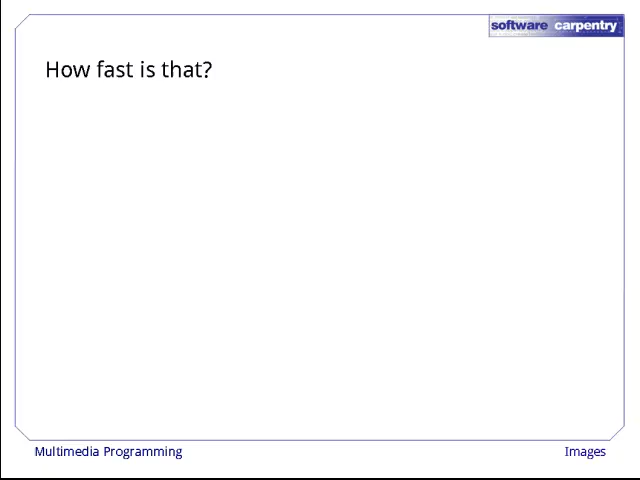 software carpentry
How fast is that?
Multimedia Programming
Images